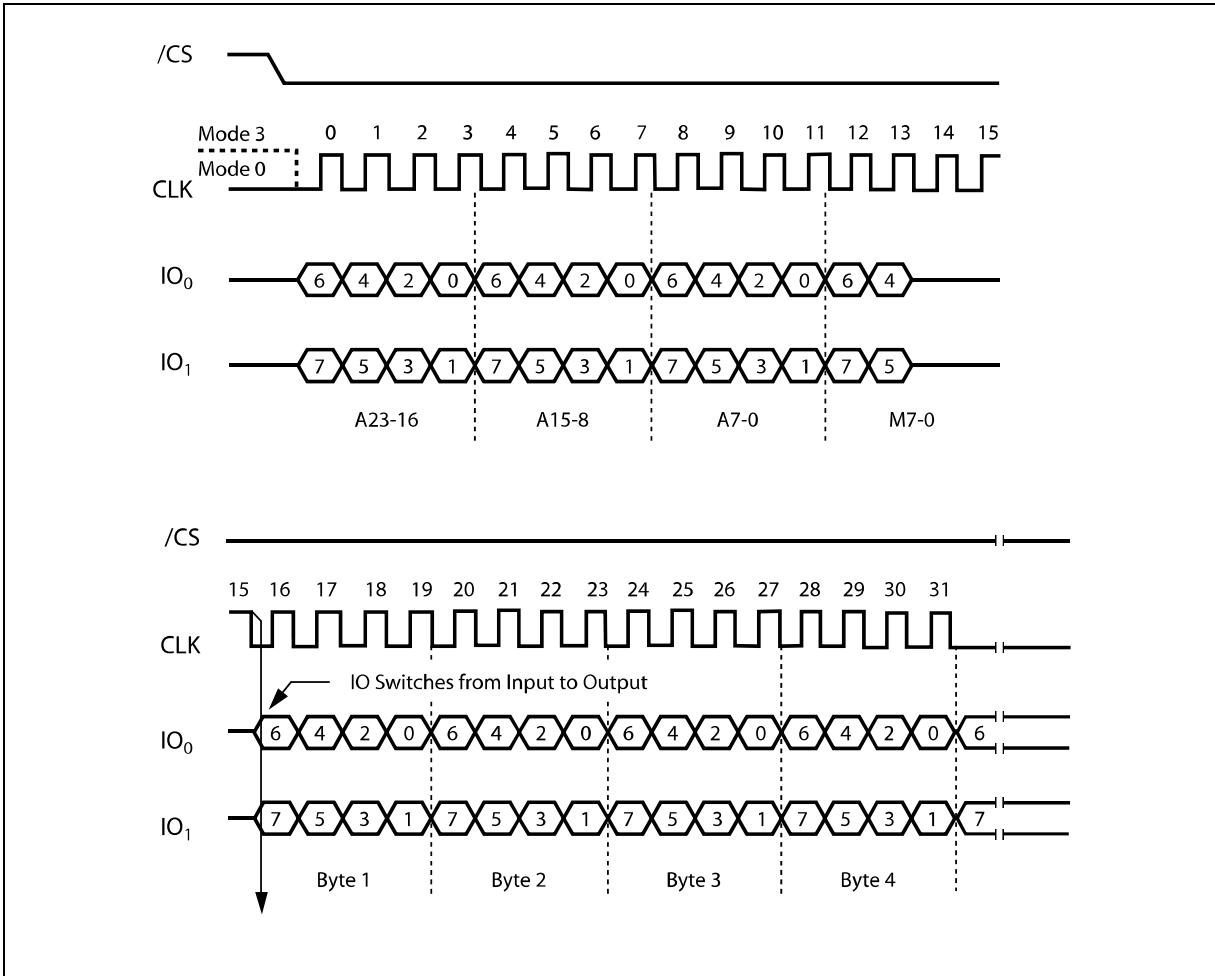 /CS
Mode 3
0 1 2 3 4 5 6 7 8 9 10 11 12 13 14 15
Mode 0
CLK
IO0 6 4 2 0 6 4 2 0 6 4 2 0 6 4
IO1 7 5 3 1 7 5 3 1 7 5 3 1 7 5
A23-16 A15-8 A7-0 M7-0
/CS
15 16 17 18 19 20 21 22 23 24 25 26 27 28 29 30 31
CLK
IO Switches from Input to Output
IO0 6 4 2 0 6 4 2 0 6 4 2 0 6 4 2 0 6
IO1 7 5 3 1 7 5 3 1 7 5 3 1 7 5 3 1 7
Byte 1 Byte 2 Byte 3 Byte 4